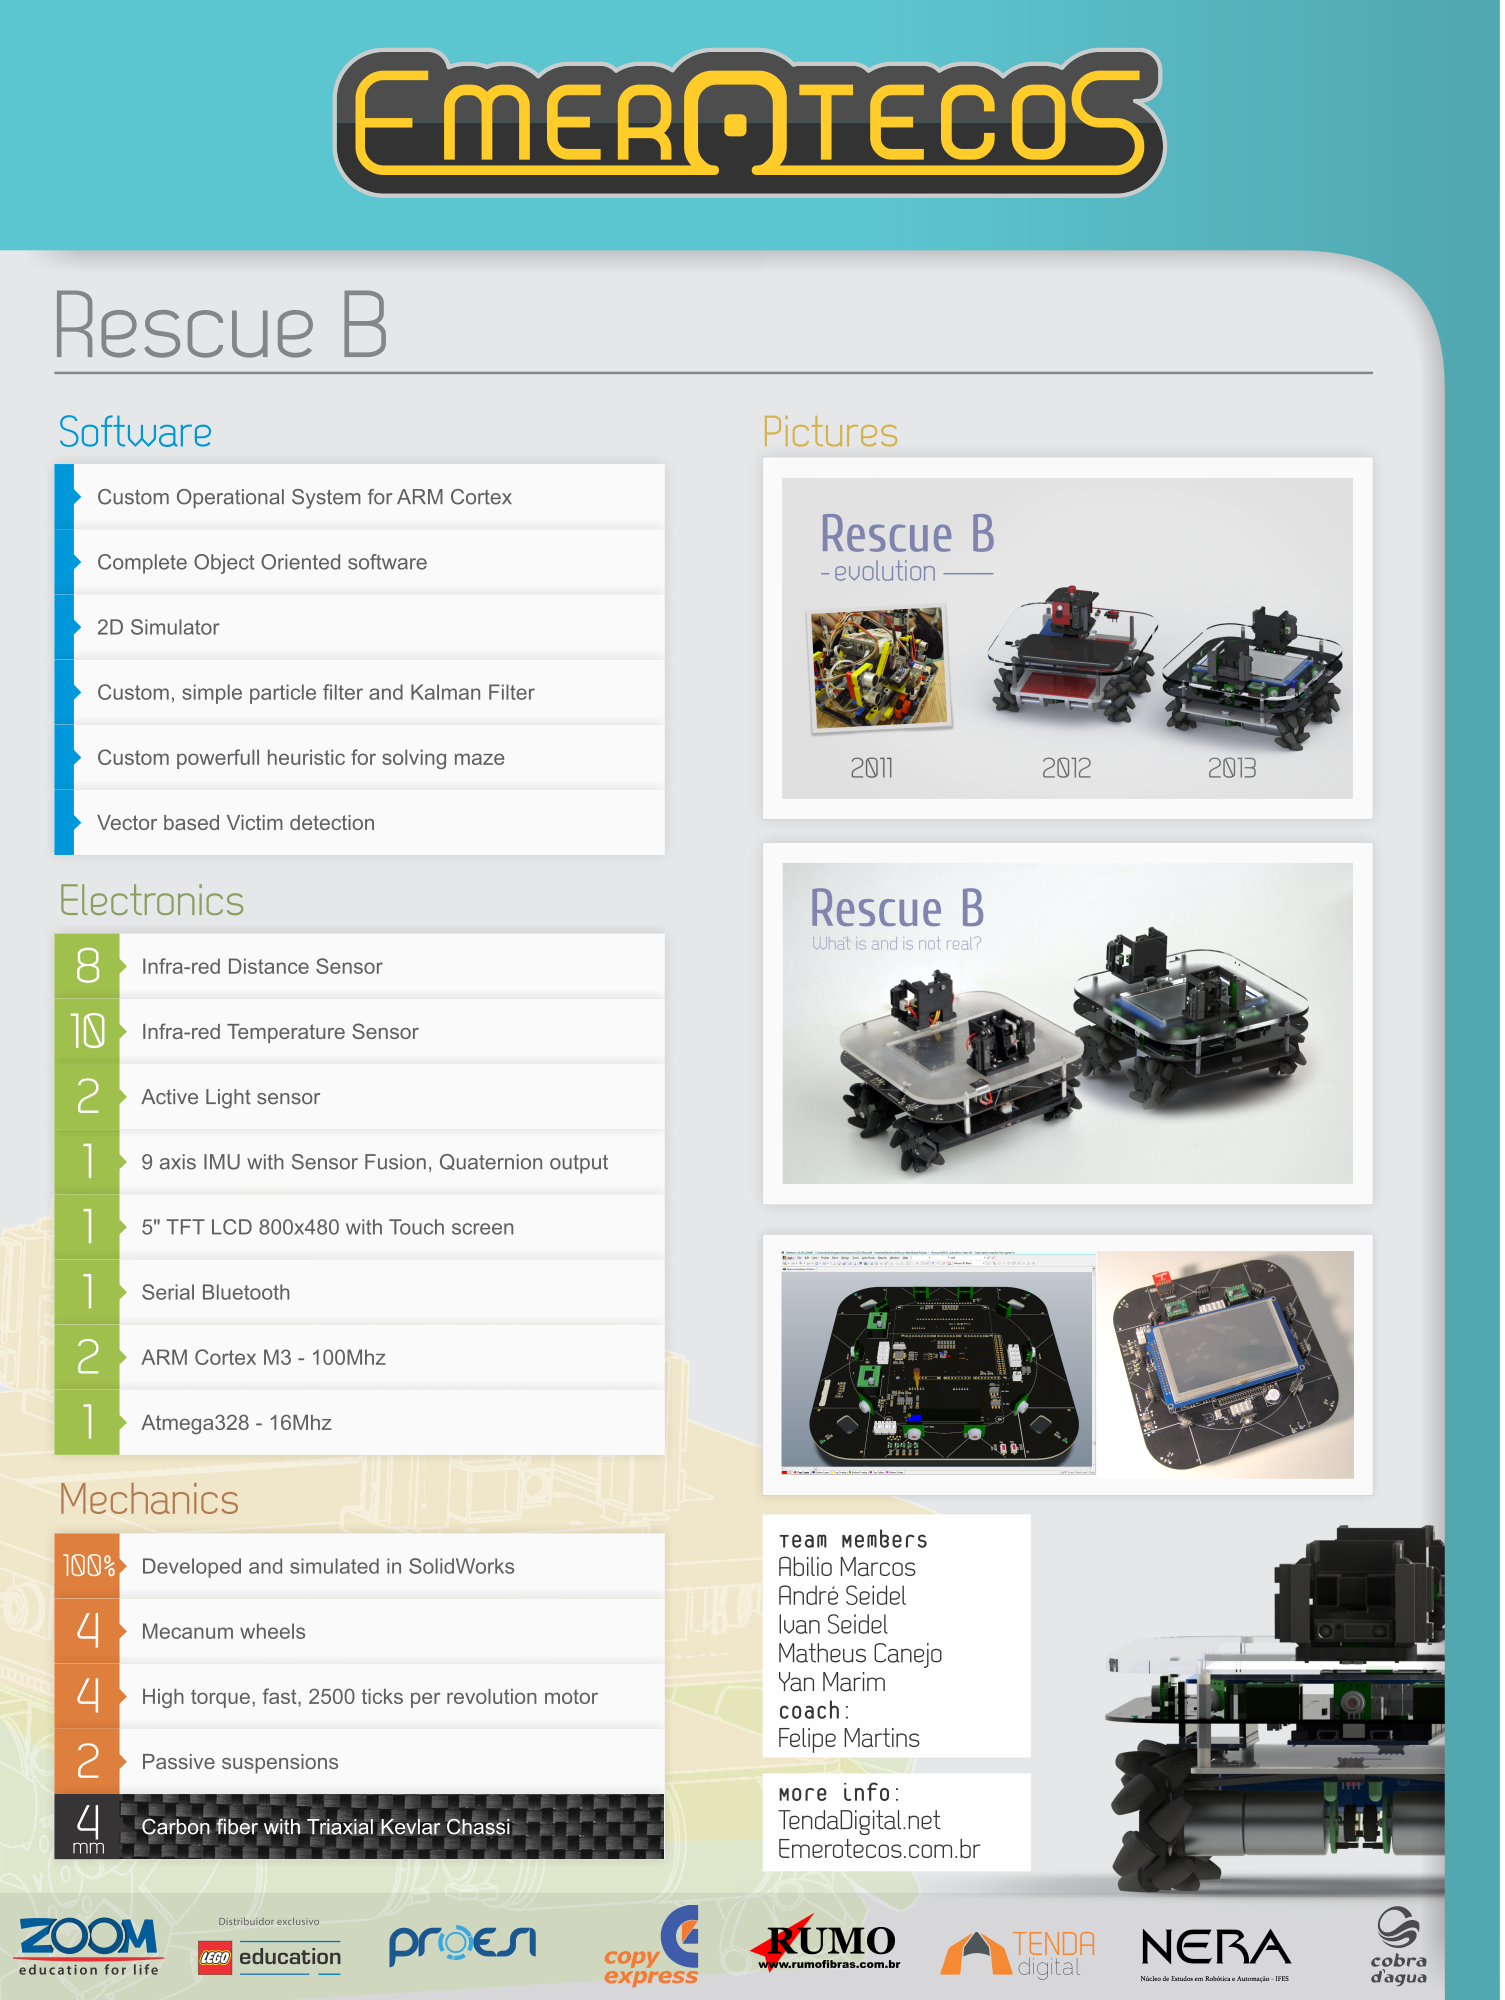 EMEROTECOS
Rescue B
Software
Custom Operational System for ARM Cortex
Complete Object Oriented software
2D Simulator
Custom, simple particle filter and Kalman Filter
Custom powerfull heuristic for solving maze
Vector based Victim detection
Electronics
8 Infra-red Distance Sensor
10 Infra-red Temperature Sensor
2 Active Light sensor
1 9 axis IMU with Sensor Fusion, Quaternion output
1 5" TFT LCD 800x480 with Touch screen
1 Serial Bluetooth
2 ARM Cortex M3 - 100Mhz
1 Atmega328 - 16Mhz
Mechanics
100% Developed and simulated in SolidWorks
4 Mecanum wheels
4 High torque, fast, 2500 ticks per revolution motor
2 Passive suspensions
4 mm Carbon fiber with Triaxial Kevlar Chassi
Pictures
Rescue B
- evolution
2011 2012 2013
Rescue B
What is and is not real?
Team Members
Abilio Marcos
André Seidel
Ivan Seidel
Matheus Canejo
Yan Marim
coach:
Felipe Martins
More info:
TendaDigital.net
Emerotecos.com.br
ZOOM
education for life
Distribuidor exclusivo
LEGO education
proesi
copy
express
RUMO
www.rumofibras.com.br
TENDA
digital
NERA
Núcleo de Estudos em Robótica e Automação - IFES
cobra
d'agua